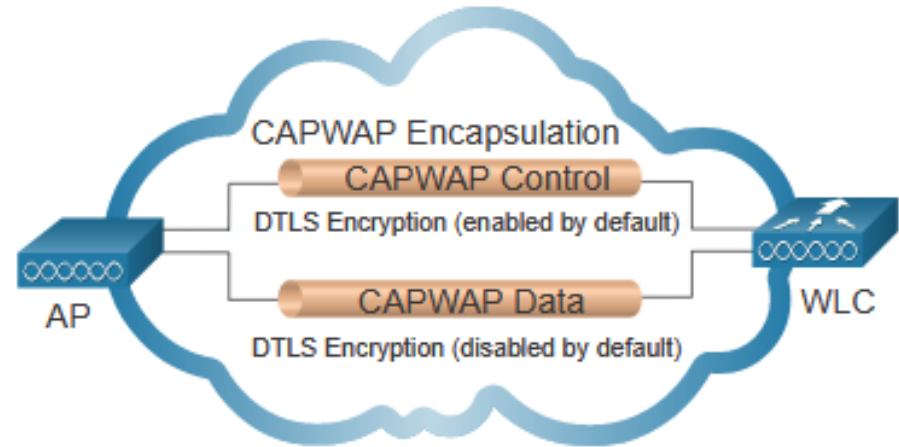 CAPWAP Encapsulation
CAPWAP Control
DTLS Encryption (enabled by default)
AP
WLC
CAPWAP Data
DTLS Encryption (disabled by default)